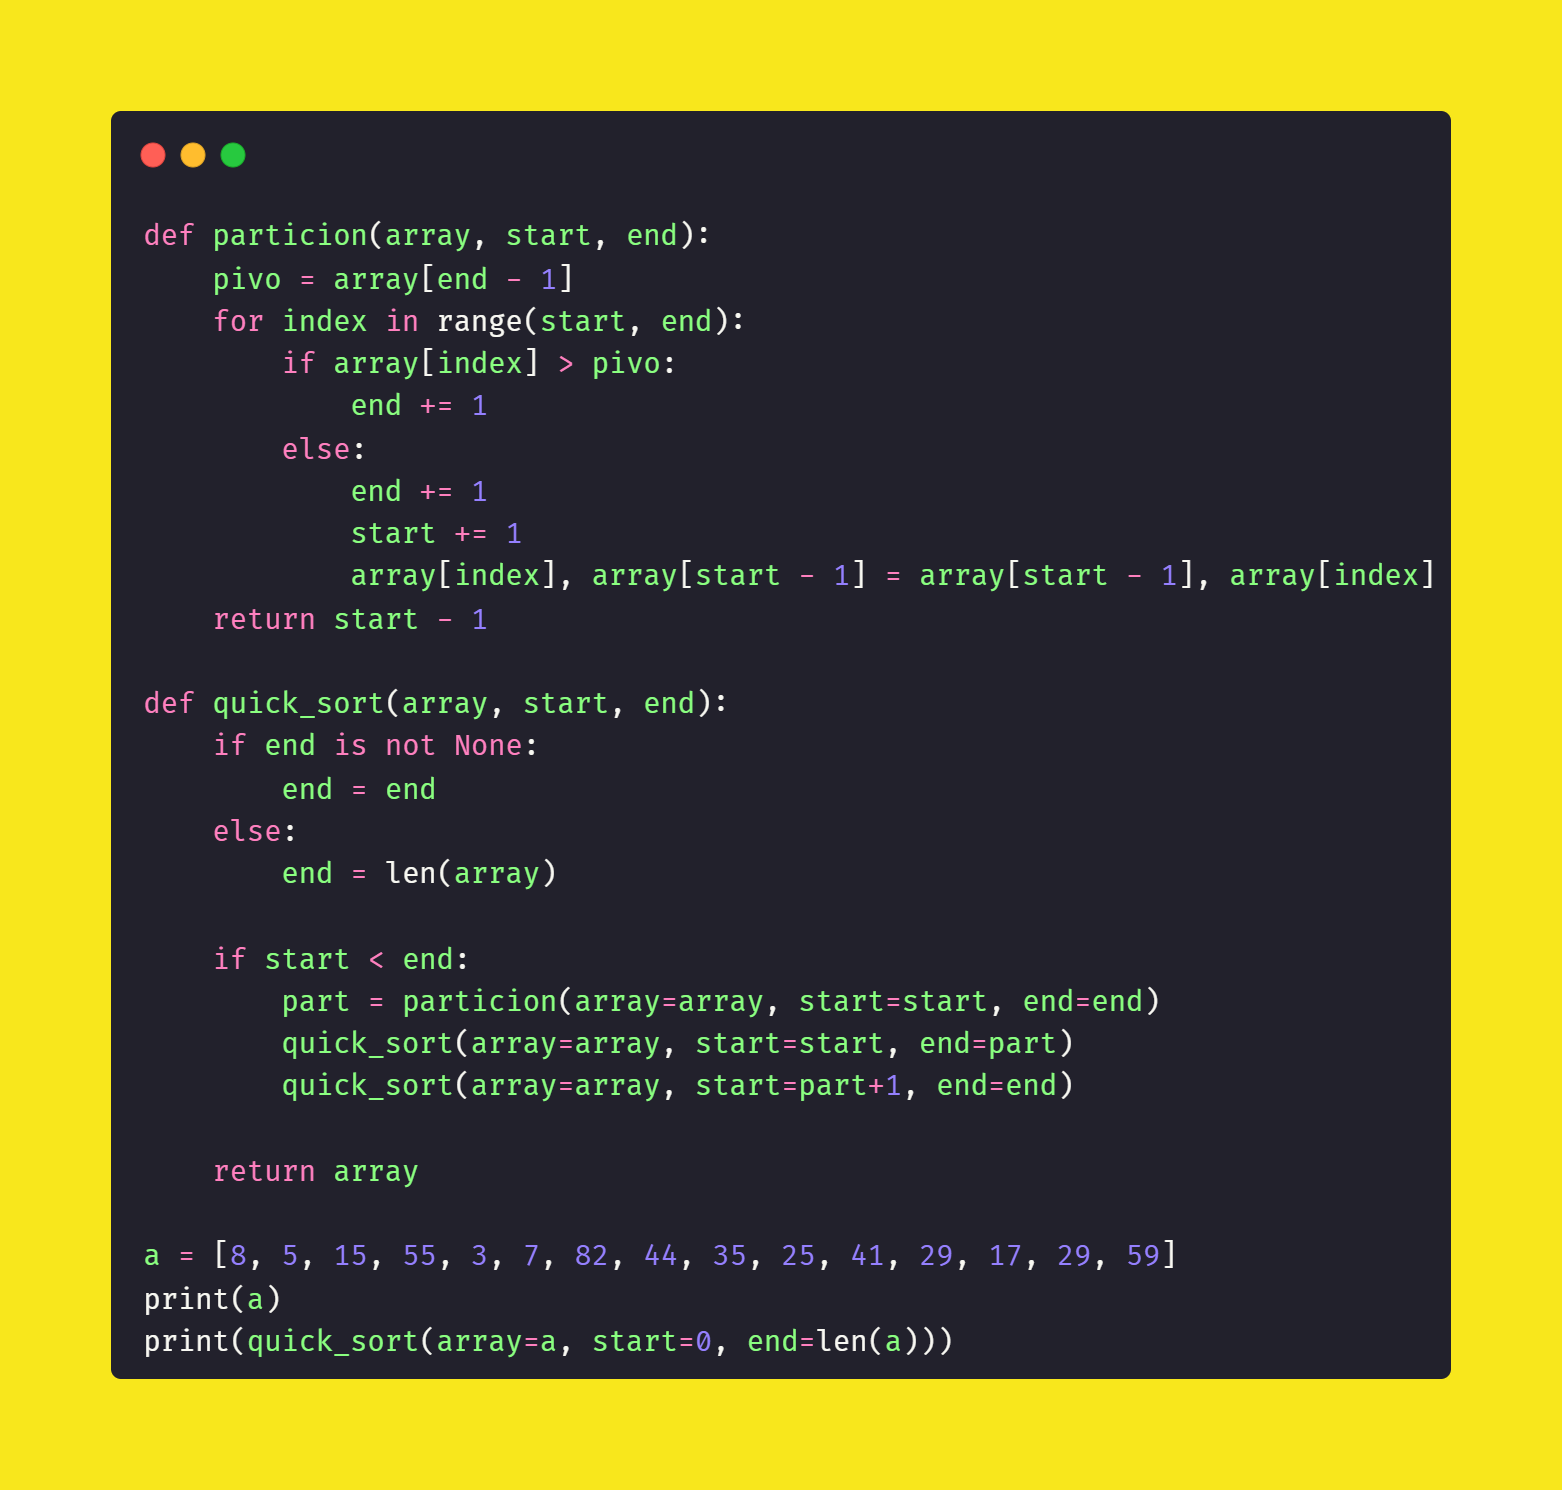 def particion(array, start, end):
    pivo = array[end - 1]
    for index in range(start, end):
        if array[index] > pivo:
            end += 1
        else:
            end += 1
            start += 1
            array[index], array[start - 1] = array[start - 1], array[index]
    return start - 1

def quick_sort(array, start, end):
    if end is not None:
        end = end
    else:
        end = len(array)

    if start < end:
        part = particion(array=array, start=start, end=end)
        quick_sort(array=array, start=start, end=part)
        quick_sort(array=array, start=part+1, end=end)

    return array

a = [8, 5, 15, 55, 3, 7, 82, 44, 35, 25, 41, 29, 17, 29, 59]
print(a)
print(quick_sort(array=a, start=0, end=len(a)))